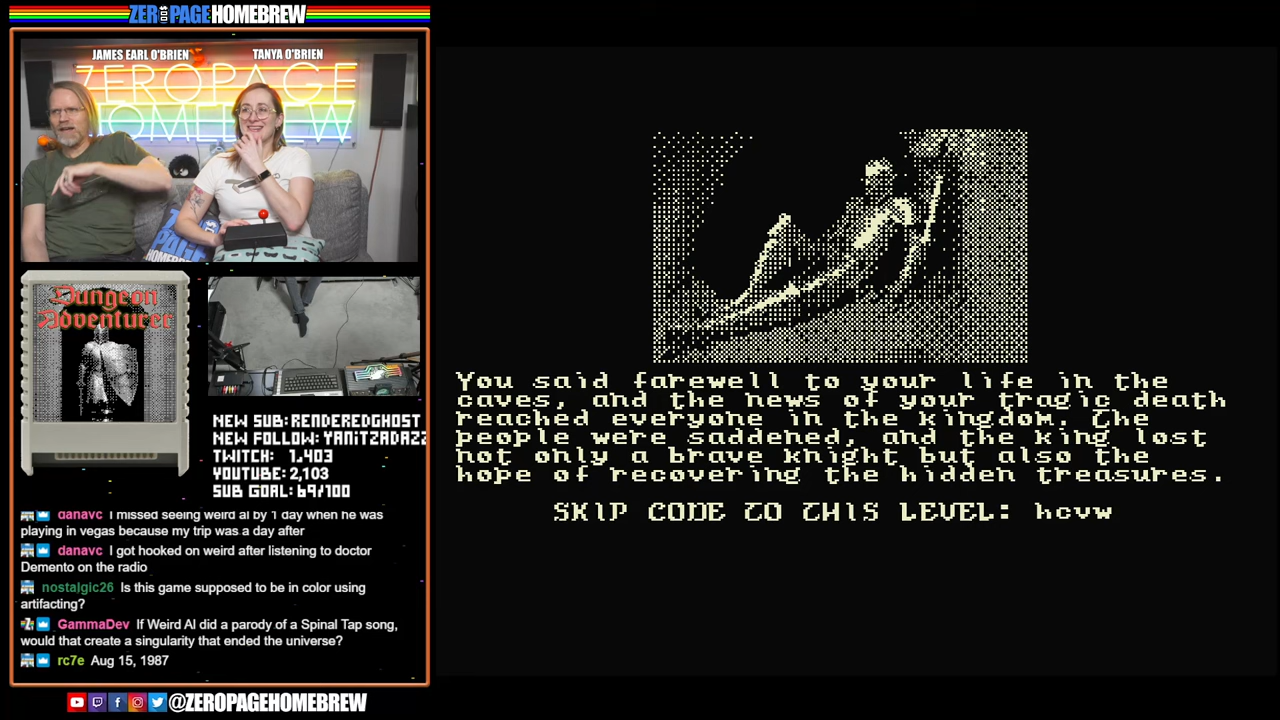 ZEROPAGE HOMEBREW
JAMES EARL O'BRIEN
TANYA O'BRIEN
ZEROPAGE
HOMEBREW
Dungeon
Adventurer
NEW SUB: RENDEREDGHOST
NEW FOLLOW: YANITZADAZZ
TWITCH: 1,403
YOUTUBE: 2,103
SUB GOAL: 69/100
danavc I missed seeing weird al by 1 day when he was
playing in vegas because my trip was a day after
danavc I got hooked on weird after listening to doctor
Demento on the radio
nostalgic26 Is this game supposed to be in color using
artifacting?
GammaDev If Weird Al did a parody of a Spinal Tap song,
would that create a singularity that ended the universe?
rc7e Aug 15, 1987
@ZEROPAGEHOMEBREW
You said farewell to your life in the
caves, and the news of your tragic death
reached everyone in the kingdom. The
people were saddened, and the king lost
not only a brave knight but also the
hope of recovering the hidden treasures.
SKIP CODE TO THIS LEVEL: hcvw